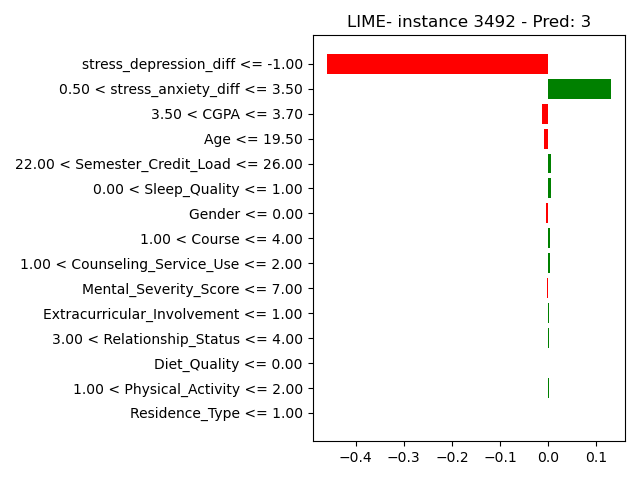 LIME- instance 3492 - Pred: 3
stress_depression_diff <= -1.00
0.50 < stress_anxiety_diff <= 3.50
3.50 < CGPA <= 3.70
Age <= 19.50
22.00 < Semester_Credit_Load <= 26.00
0.00 < Sleep_Quality <= 1.00
Gender <= 0.00
1.00 < Course <= 4.00
1.00 < Counseling_Service_Use <= 2.00
Mental_Severity_Score <= 7.00
Extracurricular_Involvement <= 1.00
3.00 < Relationship_Status <= 4.00
Diet_Quality <= 0.00
1.00 < Physical_Activity <= 2.00
Residence_Type <= 1.00
−0.4 −0.3 −0.2 −0.1 0.0 0.1